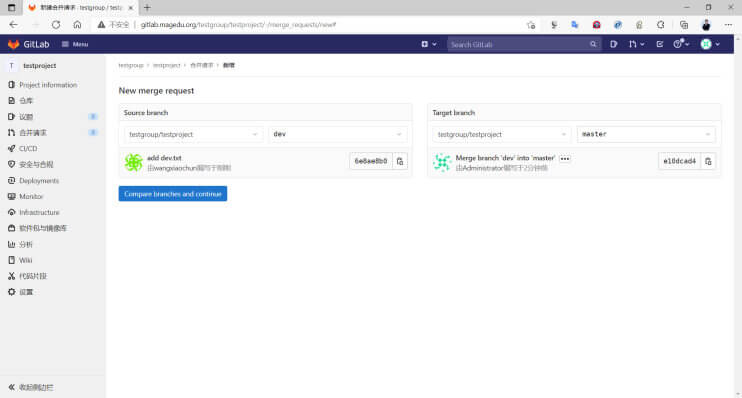 新建合并请求 · testgroup / testp
不安全 gitlab.magedu.org/testgroup/testproject/-/merge_requests/new#
GitLab Menu Search GitLab
T testproject
testgroup > testproject > 合并请求 > 新增
Project information
仓库
议题 0
合并请求 0
CI/CD
安全与合规
Deployments
Monitor
Infrastructure
软件包与镜像库
分析
Wiki
代码片段
设置
收起侧边栏
New merge request
Source branch
testgroup/testproject dev
add dev.txt
由wangxiaochun编写于刚刚 6e8ae8b0
Target branch
testgroup/testproject master
Merge branch 'dev' into 'master'
由Administrator编写于2分钟前 e10dcad4
Compare branches and continue